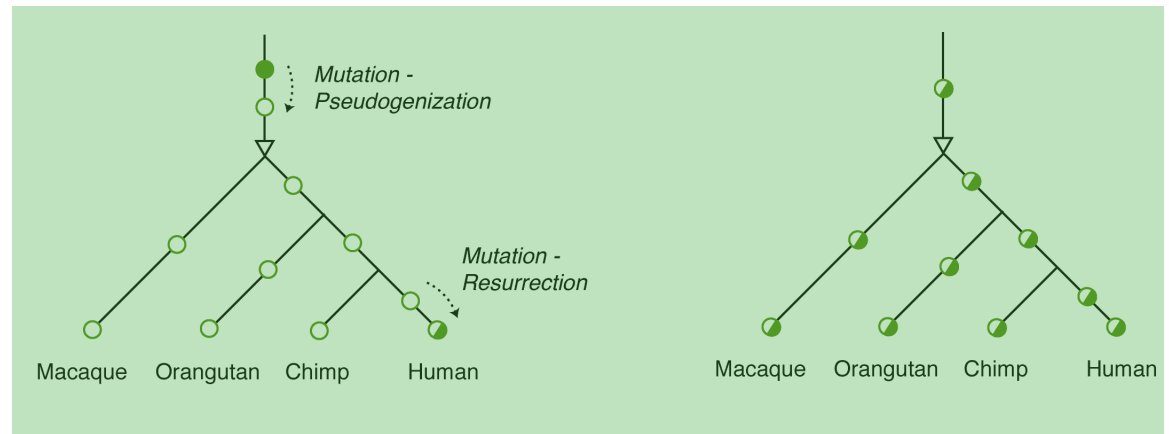 Mutation -
Pseudogenization
Mutation -
Resurrection
Macaque Orangutan Chimp Human
Macaque Orangutan Chimp Human